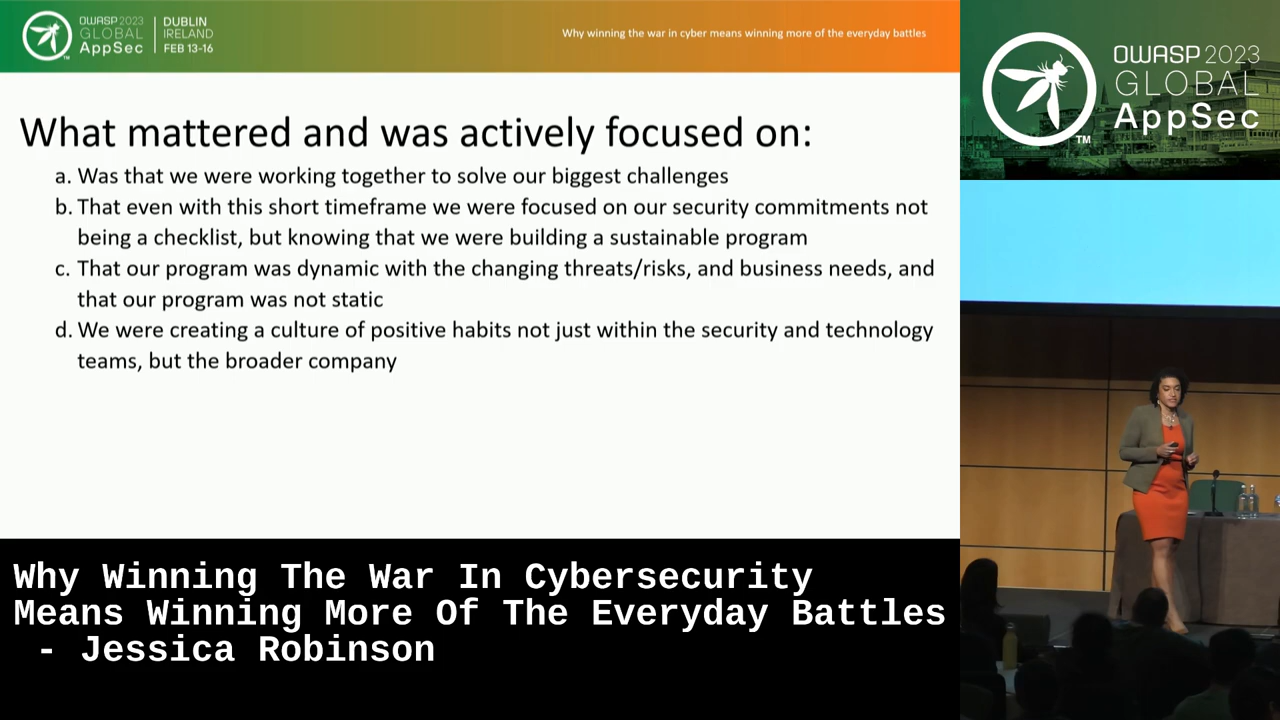 OWASP 2023
GLOBAL
AppSec
TM
DUBLIN
IRELAND
FEB 13-16
Why winning the war in cyber means winning more of the everyday battles
OWASP 2023
GLOBAL
AppSec
TM
What mattered and was actively focused on:
a. Was that we were working together to solve our biggest challenges
b. That even with this short timeframe we were focused on our security commitments not
being a checklist, but knowing that we were building a sustainable program
c. That our program was dynamic with the changing threats/risks, and business needs, and
that our program was not static
d. We were creating a culture of positive habits not just within the security and technology
teams, but the broader company
Why Winning The War In Cybersecurity
Means Winning More Of The Everyday Battles
- Jessica Robinson